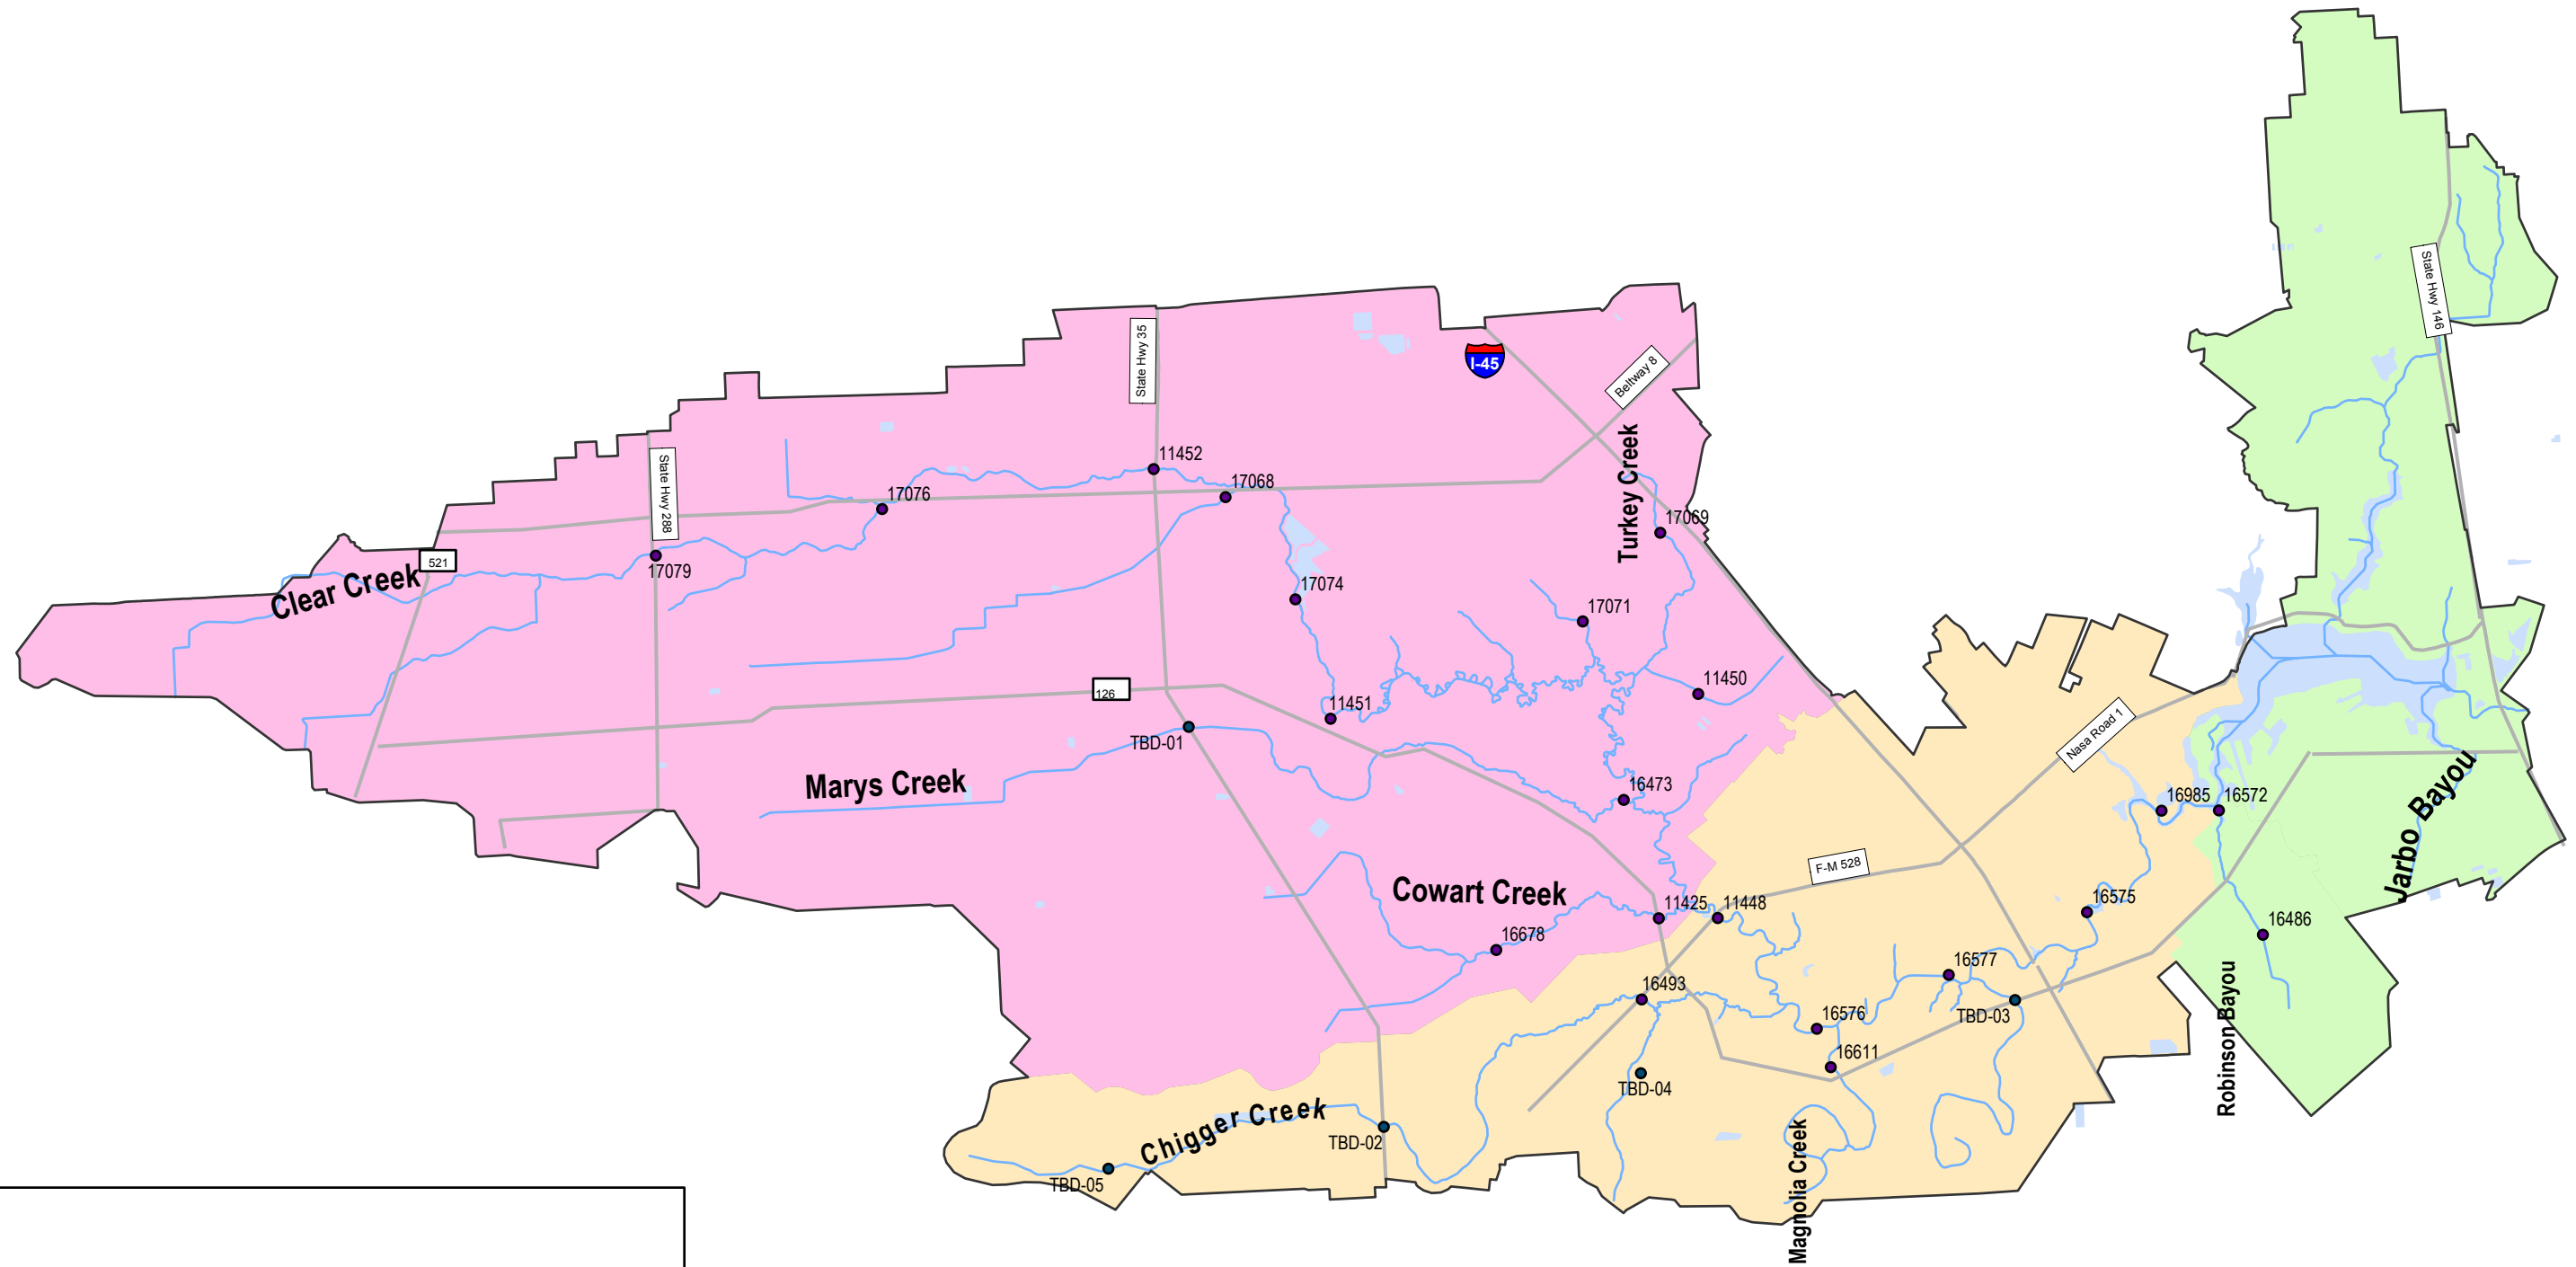 State Hwy 146
State Hwy 35
I-45
Beltway 8
Turkey Creek
11452
State Hwy 288
17076
17068
17069
521
Clear Creek
17079
17074
17071
11450
126
11451
TBD-01
Nasa Road 1
Marys Creek
16473
16985
16572
Jarbo Bayou
F-M 528
Cowart Creek
11425
11448
16575
16486
16678
16577
16493
16576
TBD-03
Robinson Bayou
16611
TBD-04
Chigger Creek
TBD-02
Magnolia Creek
TBD-05